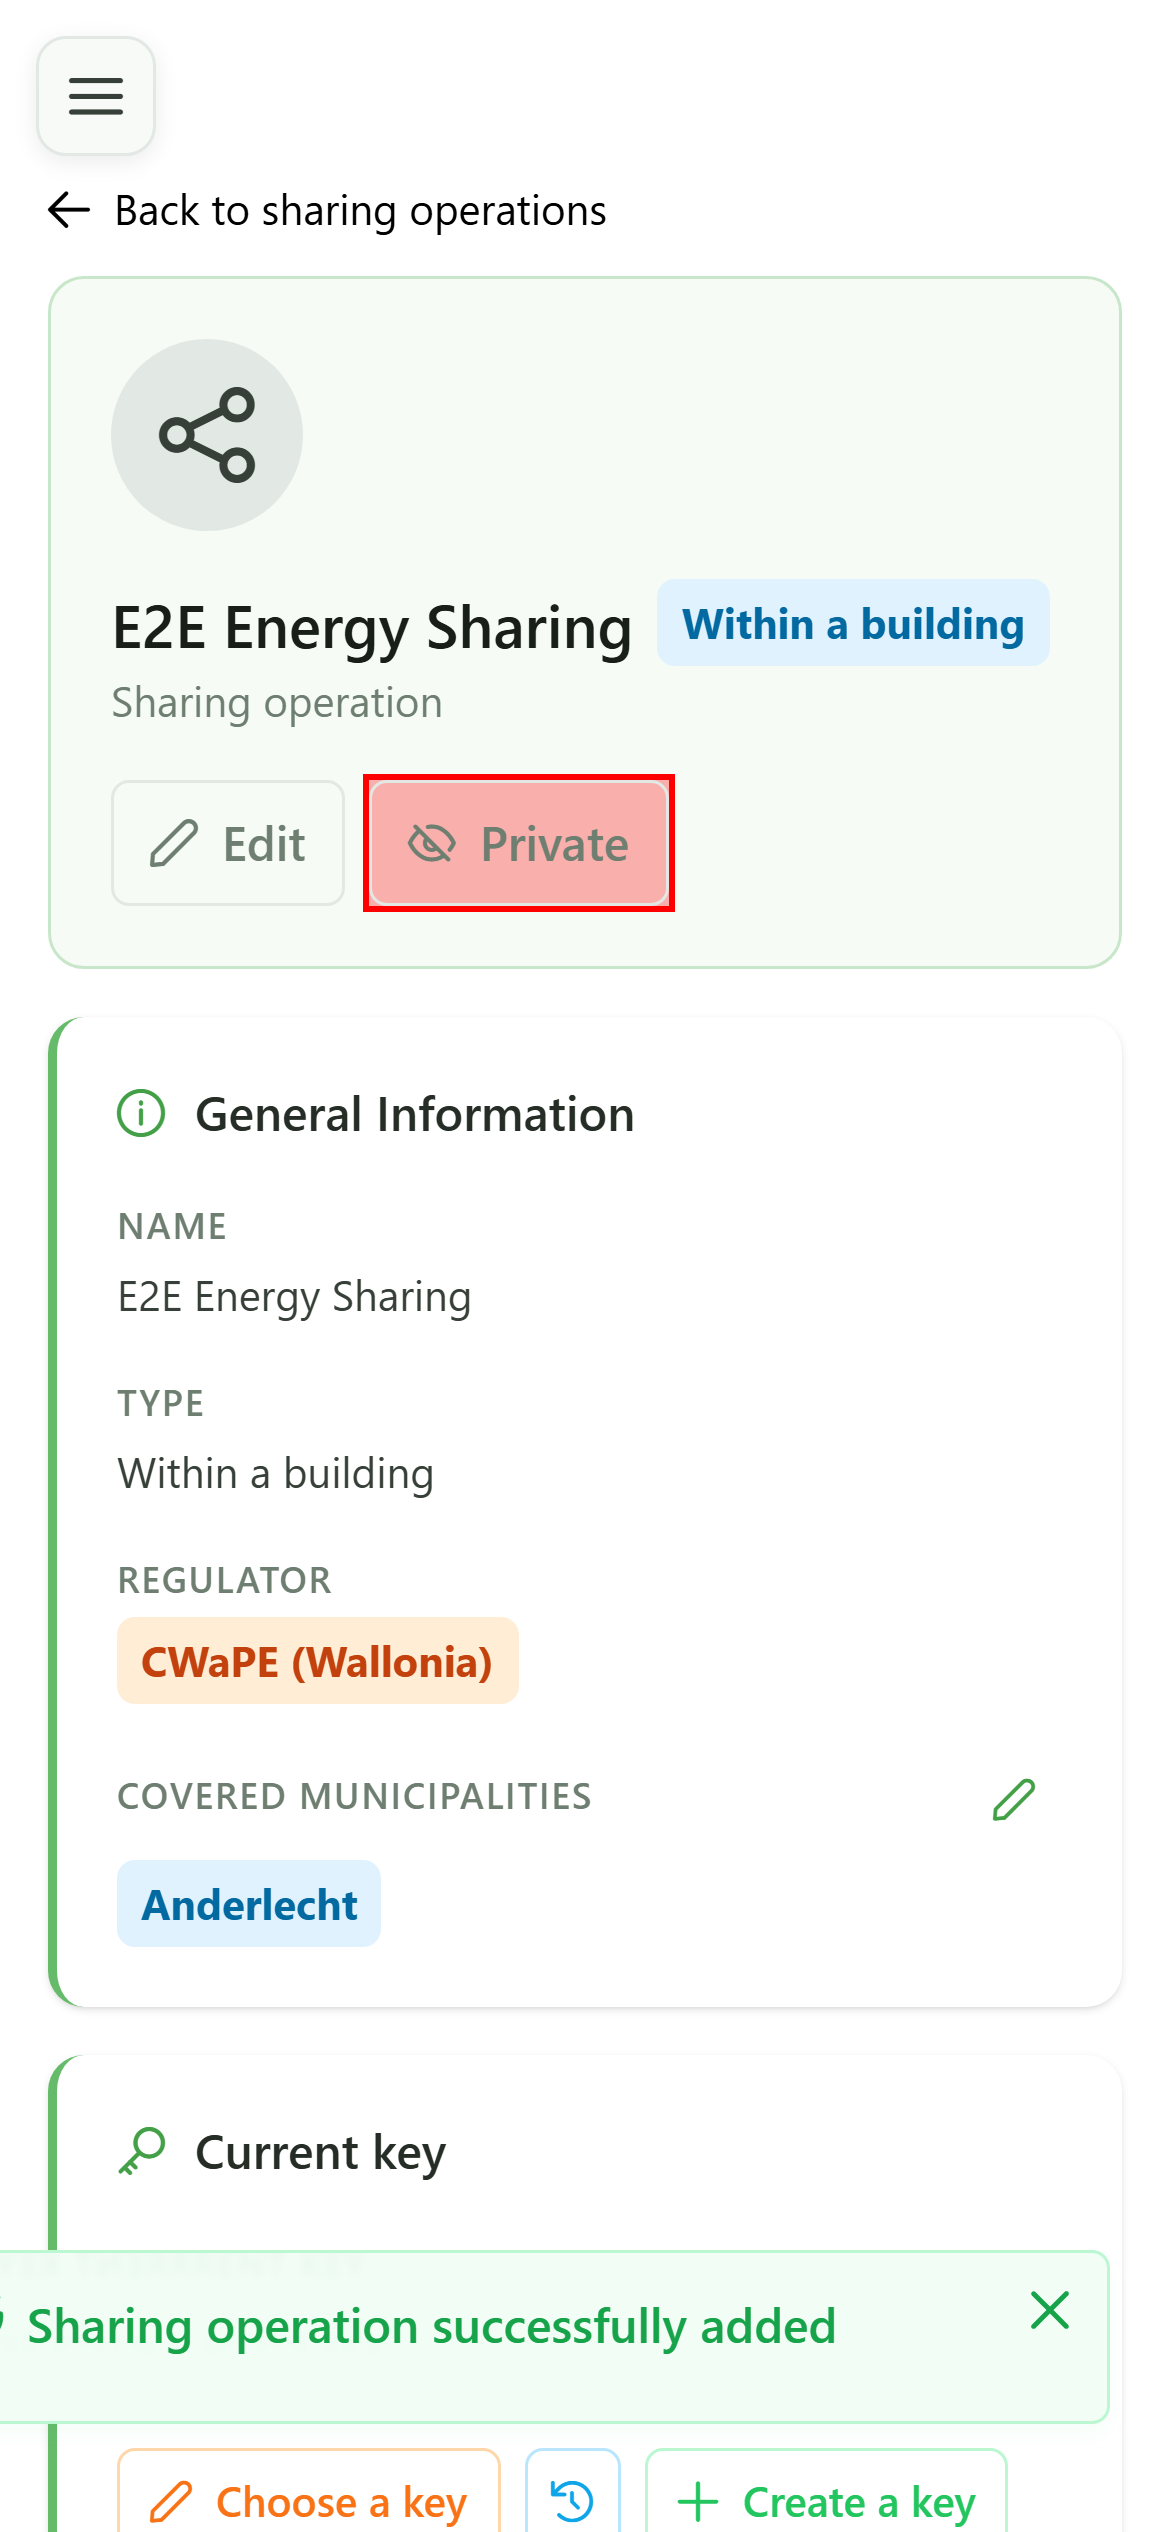 Back to sharing operations
E2E Energy Sharing
Within a building
Sharing operation
Edit
Private
General Information
NAME
E2E Energy Sharing
TYPE
Within a building
REGULATOR
CWaPE (Wallonia)
COVERED MUNICIPALITIES
Anderlecht
Current key
Sharing operation successfully added
Choose a key
Create a key